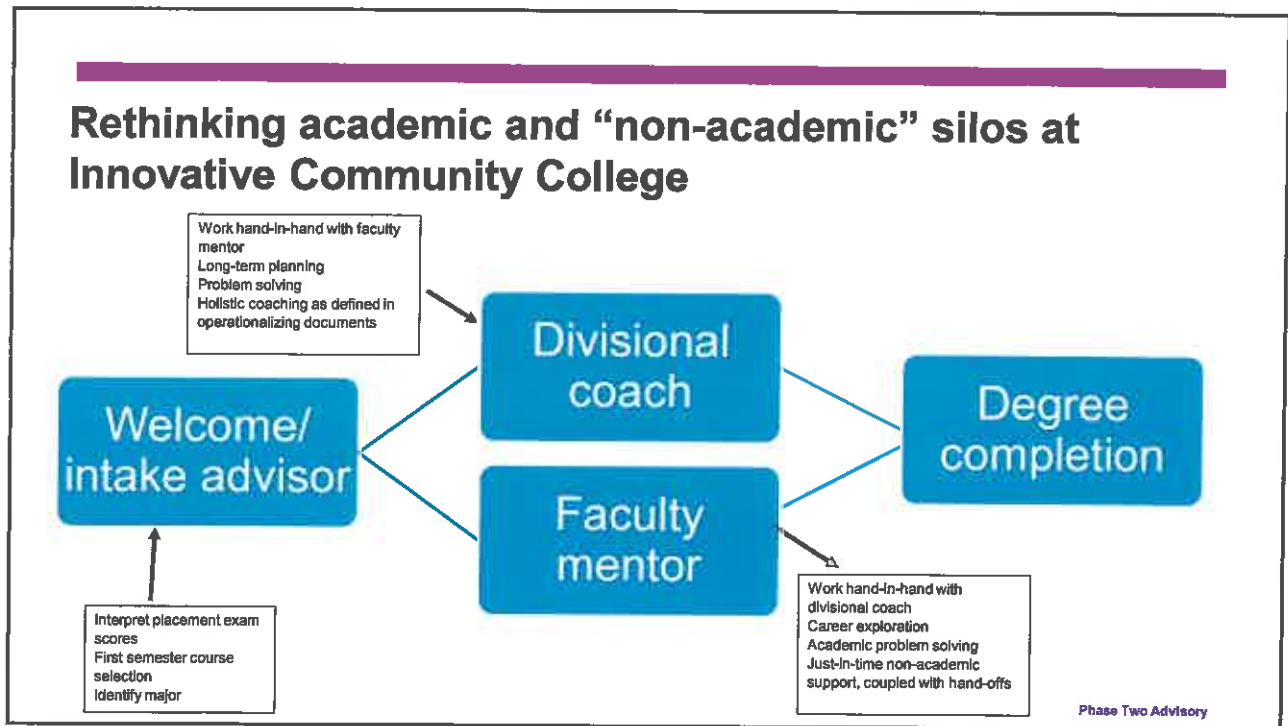 Rethinking academic and “non-academic” silos at
Innovative Community College
Work hand-in-hand with faculty
mentor
Long-term planning
Problem solving
Holistic coaching as defined in
operationalizing documents
Divisional
coach
Welcome/
intake advisor
Degree
completion
Faculty
mentor
Interpret placement exam
scores
First semester course
selection
Identify major
Work hand-in-hand with
divisional coach
Career exploration
Academic problem solving
Just-in-time non-academic
support, coupled with hand-offs
Phase Two Advisory